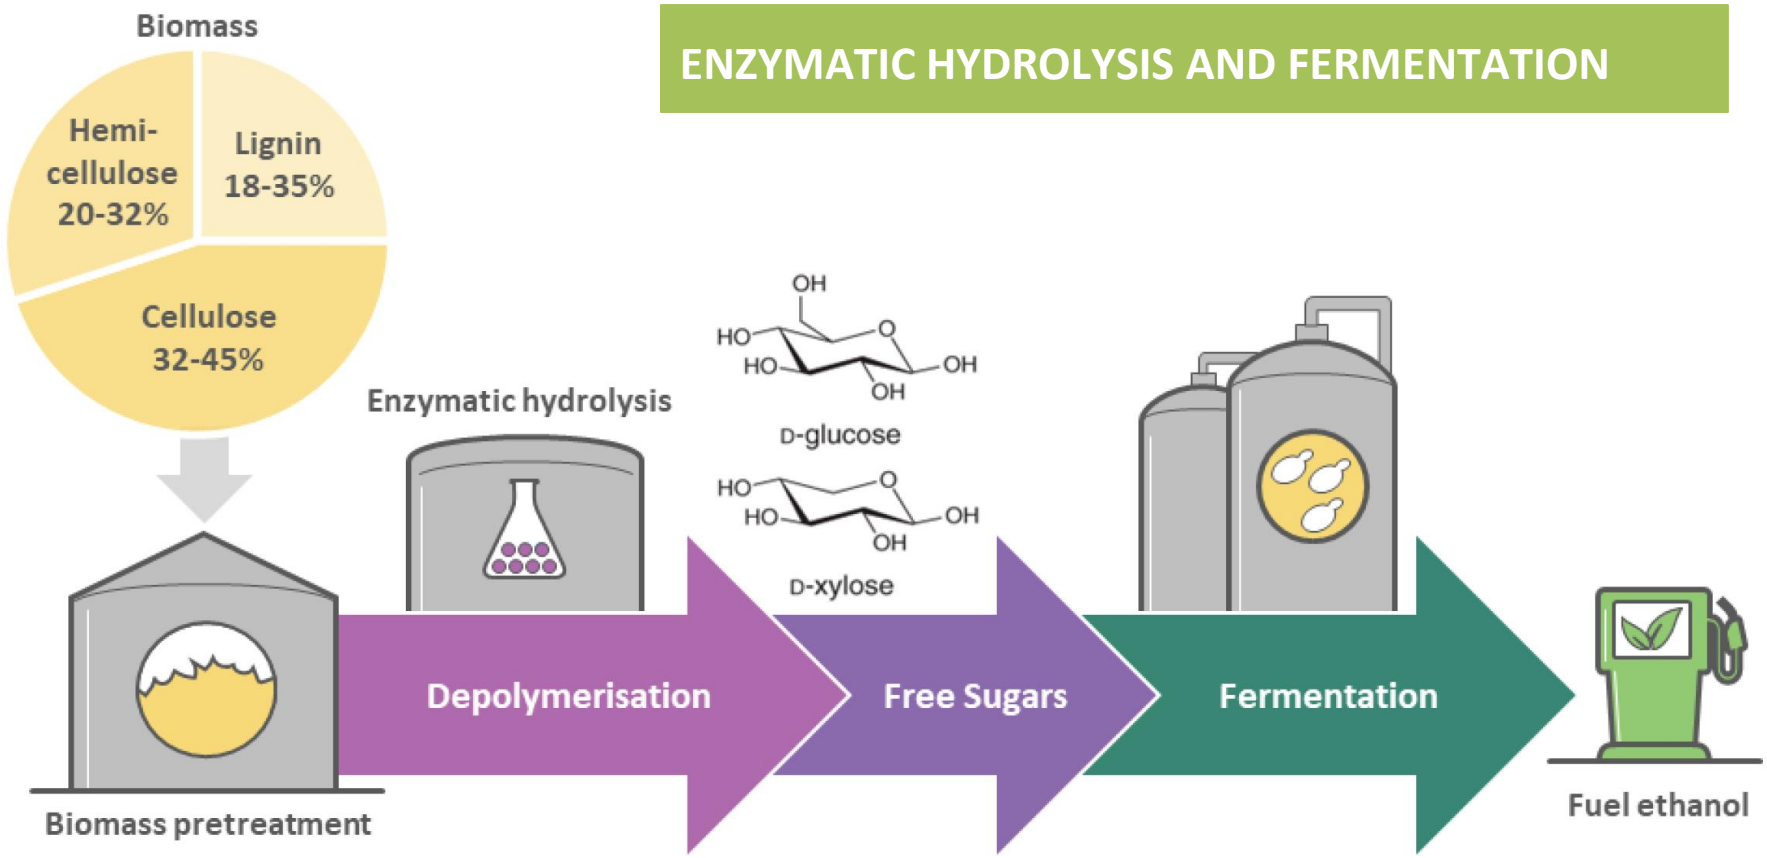 Biomass
ENZYMATIC HYDROLYSIS AND FERMENTATION
Hemi-
cellulose
20-32%
Lignin
18-35%
Cellulose
32-45%
Enzymatic hydrolysis
OH
HO
O
HO
OH
OH
D-glucose
HO
O
HO
OH
OH
D-xylose
Depolymerisation
Free Sugars
Fermentation
Biomass pretreatment
Fuel ethanol